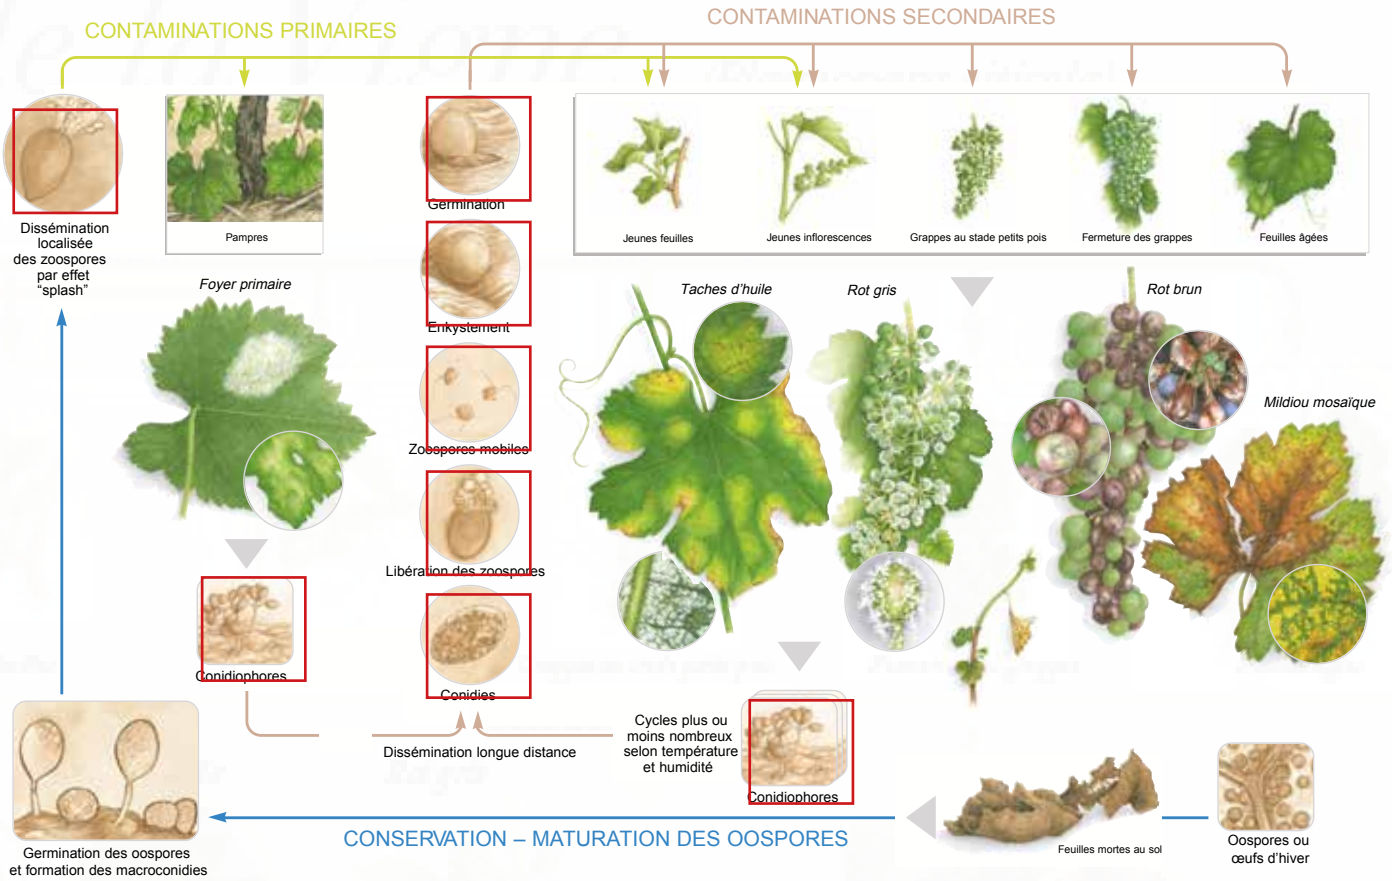 CONTAMINATIONS PRIMAIRES
CONTAMINATIONS SECONDAIRES
Dissémination
localisée
des zoospores
par effet
“splash”
Pampres
Germination
Jeunes feuilles
Jeunes inflorescences
Grappes au stade petits pois
Fermeture des grappes
Feuilles âgées
Foyer primaire
Enkystement
Taches d’huile
Rot gris
Rot brun
Zoospores mobiles
Mildiou mosaïque
Libération des zoospores
Conidiophores
Conidies
Dissémination longue distance
Cycles plus ou
moins nombreux
selon température
et humidité
Conidiophores
CONSERVATION – MATURATION DES OOSPORES
Feuilles mortes au sol
Oospores ou
œufs d’hiver
Germination des oospores
et formation des macroconidies